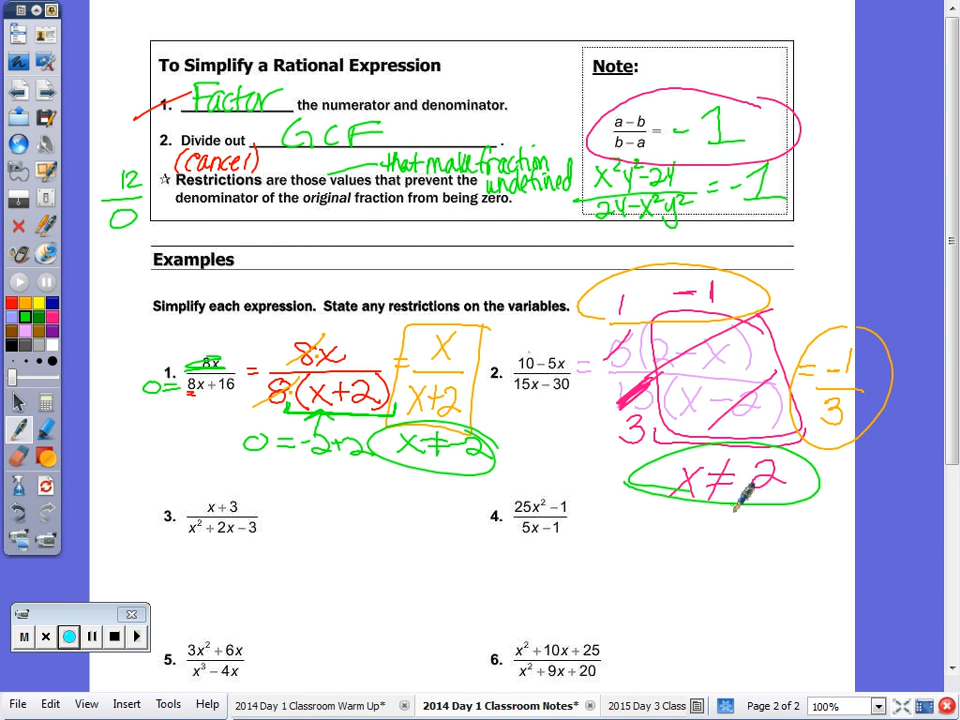 To Simplify a Rational Expression
1. Factor the numerator and denominator.
2. Divide out GCF .
(cancel)
that make fraction undefined
☆ Restrictions are those values that prevent the
denominator of the original fraction from being zero.
12/0
Note:
(a – b)/(b – a) = -1
(x²y² - 24)/(24 - x²y²) = -1
Examples
Simplify each expression. State any restrictions on the variables.
1. 8x/(8x + 16) = 8·x/(8·(x+2)) = x/(x+2)
0=
0 = -2+2 x ≠ -2
1 -1
2. (10 – 5x)/(15x – 30) = 5(2-x)/(15(x-2)) = -1/3
3
x ≠ 2
3. (x + 3)/(x² + 2x – 3)
4. (25x² – 1)/(5x – 1)
M
5. (3x² + 6x)/(x³ – 4x)
6. (x² + 10x + 25)/(x² + 9x + 20)
File Edit View Insert Tools Help 2014 Day 1 Classroom Warm Up* 2014 Day 1 Classroom Notes* 2015 Day 3 Class Page 2 of 2 100%